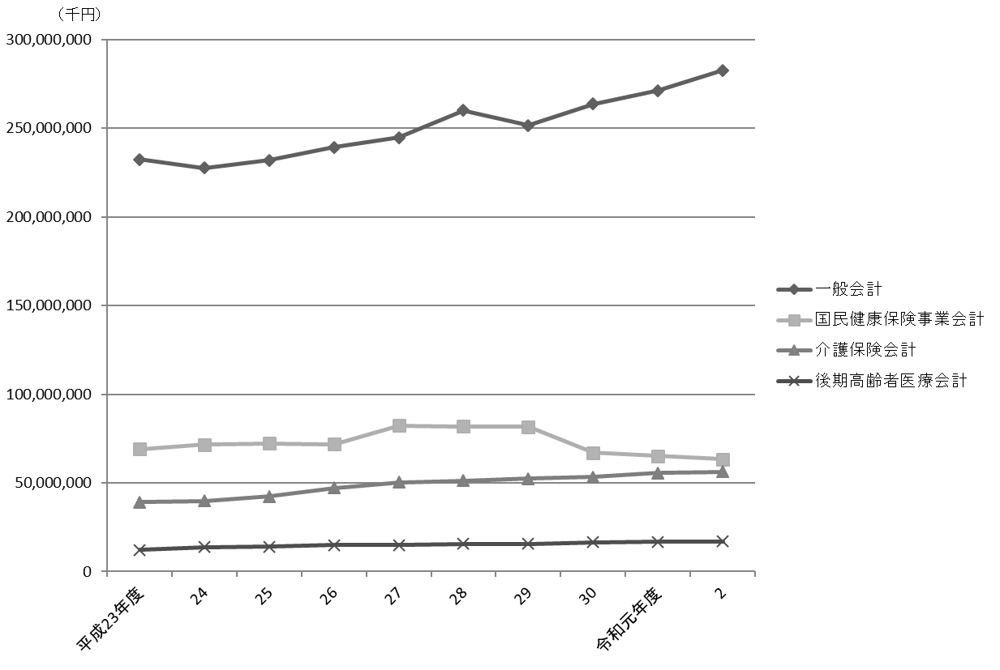 （千円）
300,000,000
250,000,000
200,000,000
150,000,000
100,000,000
50,000,000
0
平成23年度
24
25
26
27
28
29
30
令和元年度
2
一般会計
国民健康保険事業会計
介護保険会計
後期高齢者医療会計